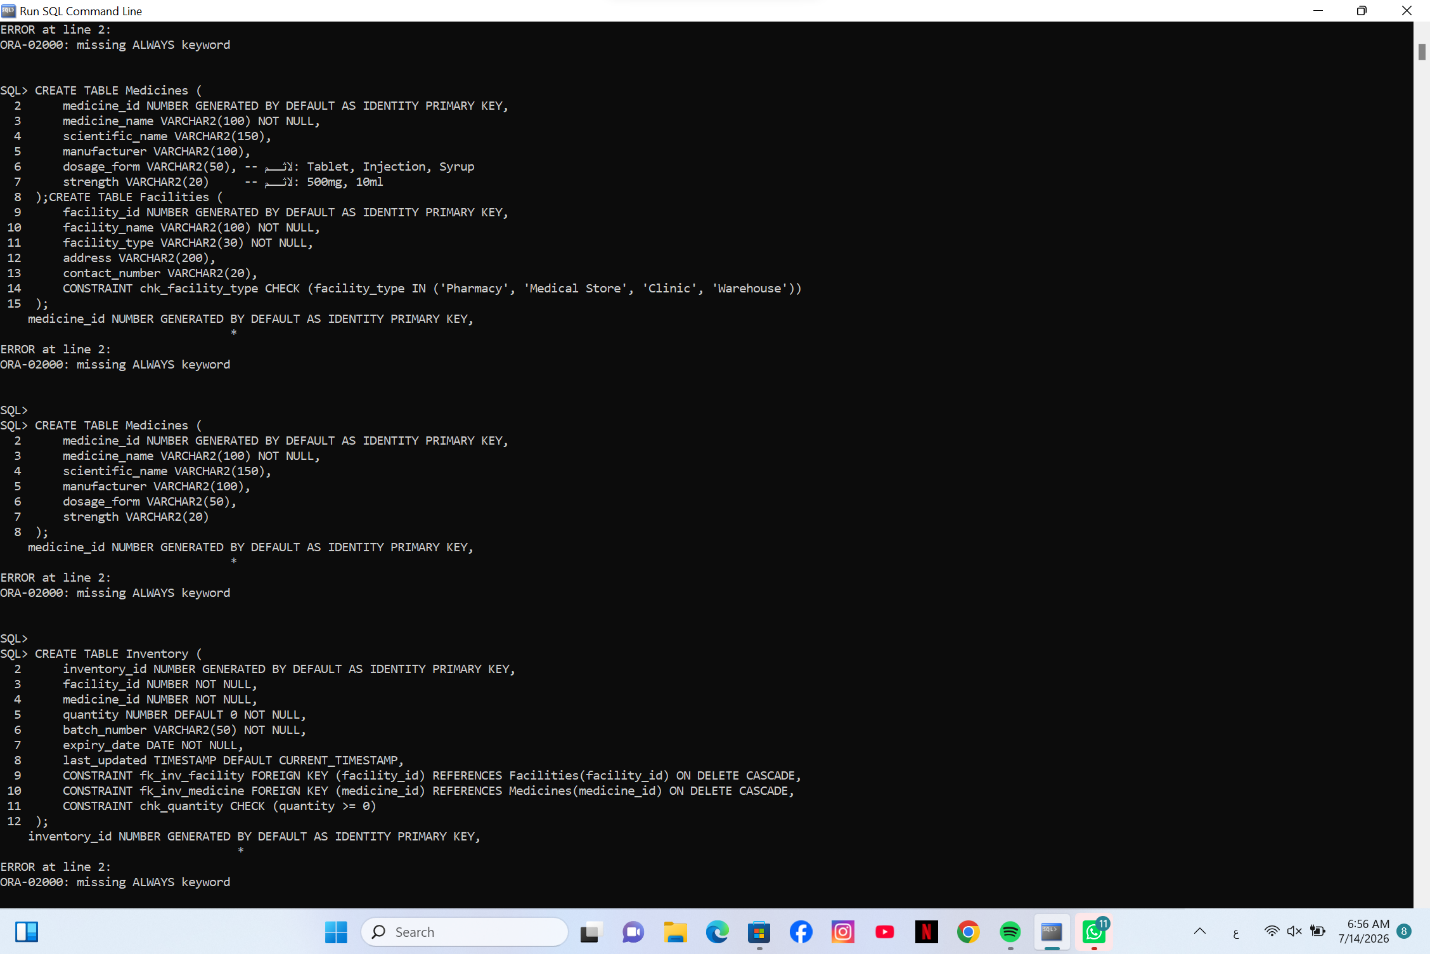 Run SQL Command Line
ERROR at line 2:
ORA-02000: missing ALWAYS keyword
SQL> CREATE TABLE Medicines (
2 medicine_id NUMBER GENERATED BY DEFAULT AS IDENTITY PRIMARY KEY,
3 medicine_name VARCHAR2(100) NOT NULL,
4 scientific_name VARCHAR2(150),
5 manufacturer VARCHAR2(100),
6 dosage_form VARCHAR2(50), -- : Tablet, Injection, Syrup
7 strength VARCHAR2(20) -- : 500mg, 10ml
8 );CREATE TABLE Facilities (
9 facility_id NUMBER GENERATED BY DEFAULT AS IDENTITY PRIMARY KEY,
10 facility_name VARCHAR2(100) NOT NULL,
11 facility_type VARCHAR2(30) NOT NULL,
12 address VARCHAR2(200),
13 contact_number VARCHAR2(20),
14 CONSTRAINT chk_facility_type CHECK (facility_type IN ('Pharmacy', 'Medical Store', 'Clinic', 'Warehouse'))
15 );
medicine_id NUMBER GENERATED BY DEFAULT AS IDENTITY PRIMARY KEY,
*
ERROR at line 2:
ORA-02000: missing ALWAYS keyword
SQL>
SQL> CREATE TABLE Medicines (
2 medicine_id NUMBER GENERATED BY DEFAULT AS IDENTITY PRIMARY KEY,
3 medicine_name VARCHAR2(100) NOT NULL,
4 scientific_name VARCHAR2(150),
5 manufacturer VARCHAR2(100),
6 dosage_form VARCHAR2(50),
7 strength VARCHAR2(20)
8 );
medicine_id NUMBER GENERATED BY DEFAULT AS IDENTITY PRIMARY KEY,
*
ERROR at line 2:
ORA-02000: missing ALWAYS keyword
SQL>
SQL> CREATE TABLE Inventory (
2 inventory_id NUMBER GENERATED BY DEFAULT AS IDENTITY PRIMARY KEY,
3 facility_id NUMBER NOT NULL,
4 medicine_id NUMBER NOT NULL,
5 quantity NUMBER DEFAULT 0 NOT NULL,
6 batch_number VARCHAR2(50) NOT NULL,
7 expiry_date DATE NOT NULL,
8 last_updated TIMESTAMP DEFAULT CURRENT_TIMESTAMP,
9 CONSTRAINT fk_inv_facility FOREIGN KEY (facility_id) REFERENCES Facilities(facility_id) ON DELETE CASCADE,
10 CONSTRAINT fk_inv_medicine FOREIGN KEY (medicine_id) REFERENCES Medicines(medicine_id) ON DELETE CASCADE,
11 CONSTRAINT chk_quantity CHECK (quantity >= 0)
12 );
inventory_id NUMBER GENERATED BY DEFAULT AS IDENTITY PRIMARY KEY,
*
ERROR at line 2:
ORA-02000: missing ALWAYS keyword
Search
11
ع
6:56 AM
7/14/2026
8